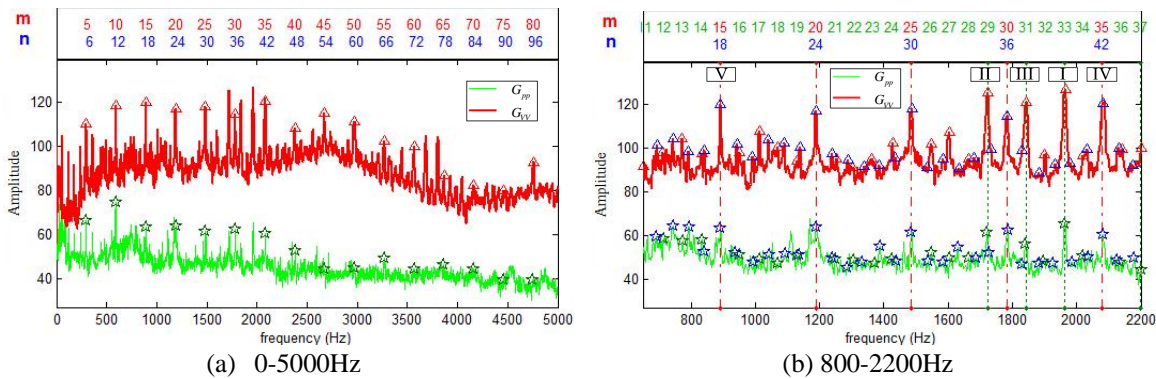 m 5 10 15 20 25 30 35 40 45 50 55 60 65 70 75 80
n 6 12 18 24 30 36 42 48 54 60 66 72 78 84 90 96
120
100
80
60
40
Amplitude
Gpp
GVV
0 500 1000 1500 2000 2500 3000 3500 4000 4500 5000
frequency (Hz)
(a) 0-5000Hz
m 11 12 13 14 15 16 17 18 19 20 21 22 23 24 25 26 27 28 29 30 31 32 33 34 35 36 37
n 18 24 30 36 42
V II III I IV
120
100
80
60
40
Amplitude
Gpp
GVV
800 1000 1200 1400 1600 1800 2000 2200
frequency (Hz)
(b) 800-2200Hz